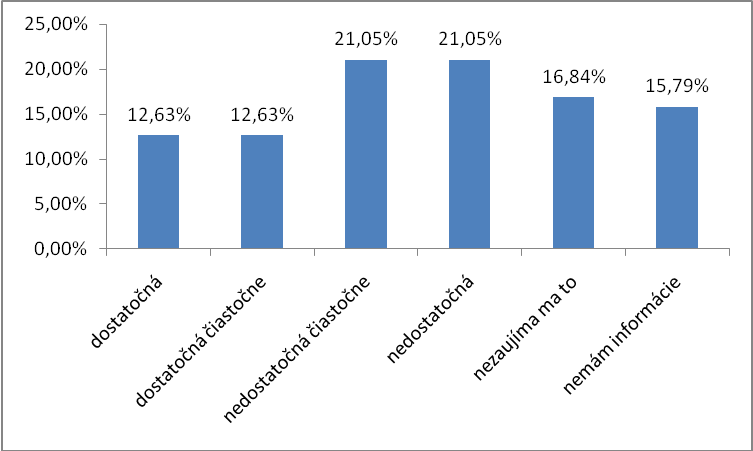 25,00%
20,00%
15,00%
10,00%
5,00%
0,00%
12,63%
12,63%
21,05%
21,05%
16,84%
15,79%
dostatočná
dostatočná čiastočne
nedostatočná čiastočne
nedostatočná
nezaujíma ma to
nemám informácie